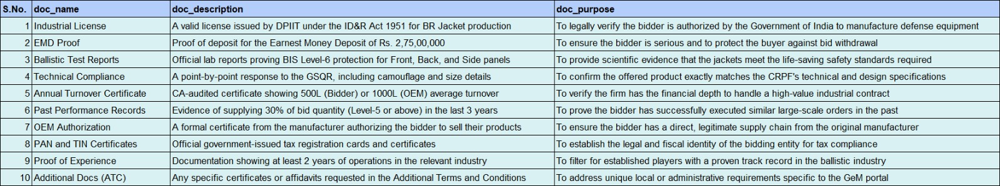 S.No. doc_name doc_description doc_purpose
1 Industrial License A valid license issued by DPIIT under the ID&R Act 1951 for BR Jacket production To legally verify the bidder is authorized by the Government of India to manufacture defense equipment
2 EMD Proof Proof of deposit for the Earnest Money Deposit of Rs. 2,75,00,000 To ensure the bidder is serious and to protect the buyer against bid withdrawal
3 Ballistic Test Reports Official lab reports proving BIS Level-6 protection for Front, Back, and Side panels To provide scientific evidence that the jackets meet the life-saving safety standards required
4 Technical Compliance A point-by-point response to the GSQR, including camouflage and size details To confirm the offered product exactly matches the CRPF's technical and design specifications
5 Annual Turnover Certificate CA-audited certificate showing 500L (Bidder) or 1000L (OEM) average turnover To verify the firm has the financial depth to handle a high-value industrial contract
6 Past Performance Records Evidence of supplying 30% of bid quantity (Level-5 or above) in the last 3 years To prove the bidder has successfully executed similar large-scale orders in the past
7 OEM Authorization A formal certificate from the manufacturer authorizing the bidder to sell their products To ensure the bidder has a direct, legitimate supply chain from the original manufacturer
8 PAN and TIN Certificates Official government-issued tax registration cards and certificates To establish the legal and fiscal identity of the bidding entity for tax compliance
9 Proof of Experience Documentation showing at least 2 years of operations in the relevant industry To filter for established players with a proven track record in the ballistic industry
10 Additional Docs (ATC) Any specific certificates or affidavits requested in the Additional Terms and Conditions To address unique local or administrative requirements specific to the GeM portal